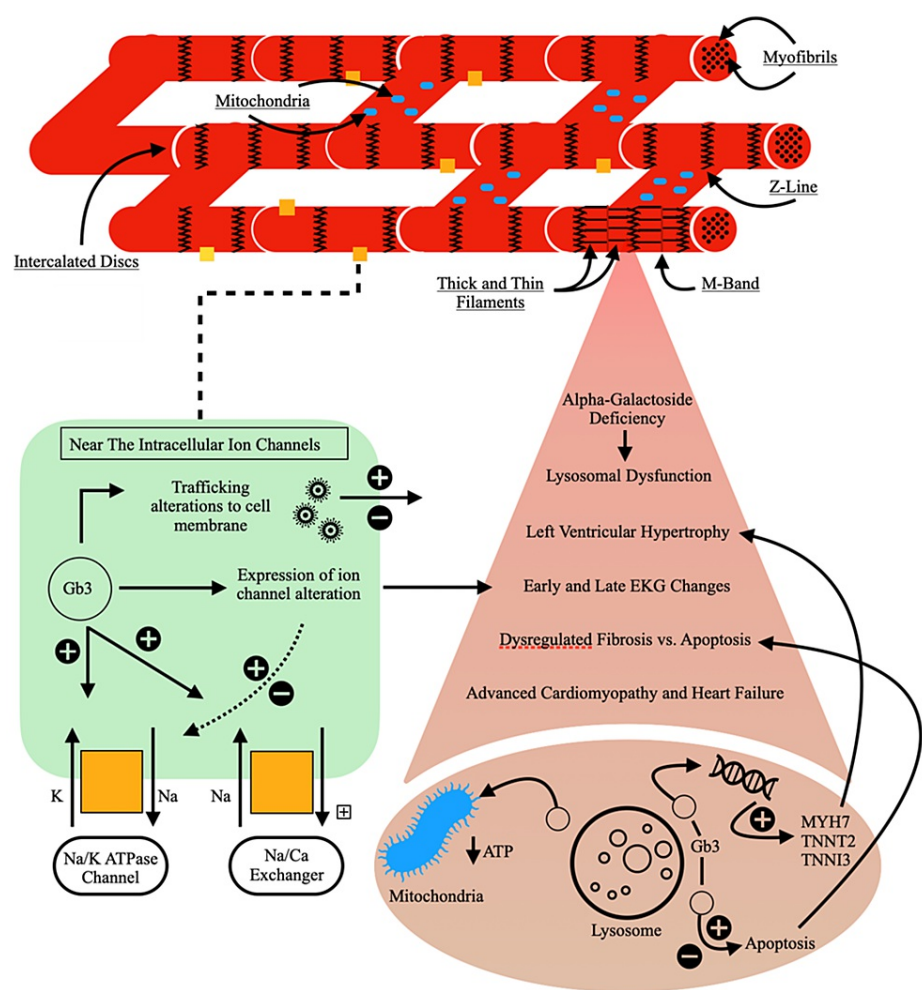 Myofibrils
Mitochondria
Z-Line
Intercalated Discs
Thick and Thin
Filaments
M-Band
Alpha-Galactoside
Deficiency
Lysosomal Dysfunction
Left Ventricular Hypertrophy
Early and Late EKG Changes
Dysregulated Fibrosis vs. Apoptosis
Advanced Cardiomyopathy and Heart Failure
Near The Intracellular Ion Channels
Trafficking
alterations to cell
membrane
+
−
Gb3
Expression of ion
channel alteration
+
+
+
−
K
Na
Na
+
Na/K ATPase
Channel
Na/Ca
Exchanger
ATP
Mitochondria
Lysosome
Gb3
+
MYH7
TNNT2
TNNI3
+
−
Apoptosis